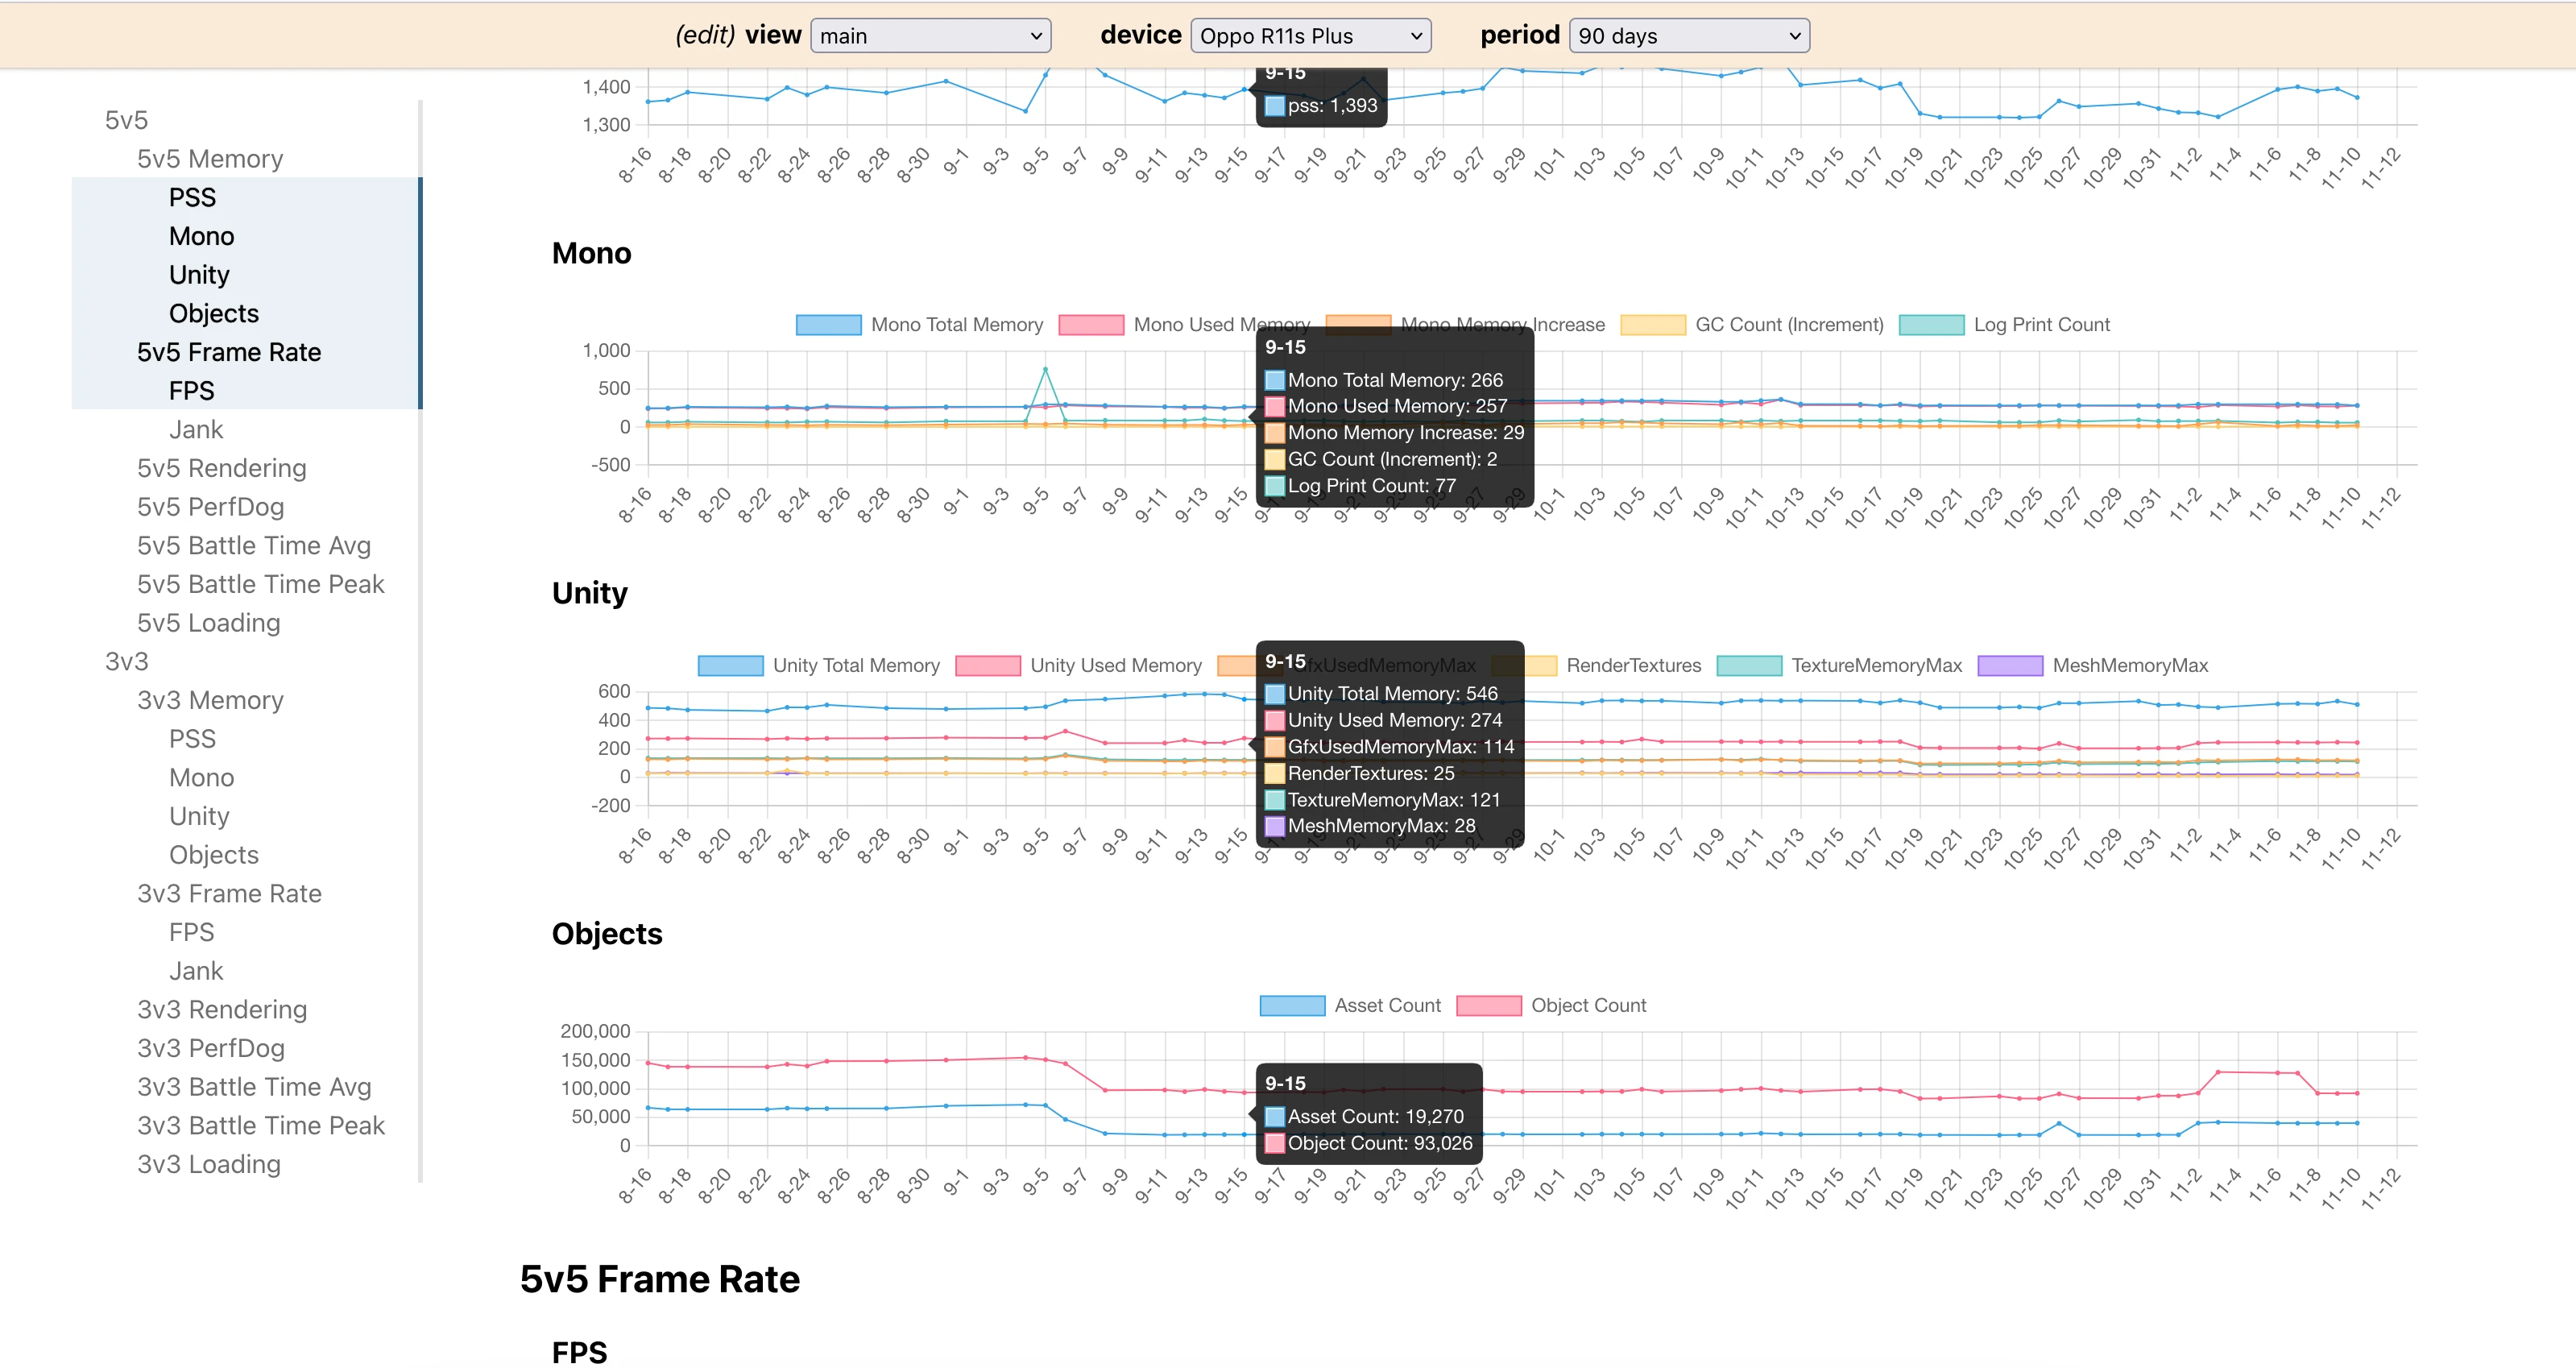 (edit) view main device Oppo R11s Plus period 90 days
5v5
5v5 Memory
PSS
Mono
Unity
Objects
5v5 Frame Rate
FPS
Jank
5v5 Rendering
5v5 PerfDog
5v5 Battle Time Avg
5v5 Battle Time Peak
5v5 Loading
3v3
3v3 Memory
PSS
Mono
Unity
Objects
3v3 Frame Rate
FPS
Jank
3v3 Rendering
3v3 PerfDog
3v3 Battle Time Avg
3v3 Battle Time Peak
3v3 Loading
1,400
1,300
9-15
pss: 1,393
8-16 8-18 8-20 8-22 8-24 8-26 8-28 8-30 9-1 9-3 9-5 9-7 9-9 9-11 9-13 9-15 9-17 9-19 9-21 9-23 9-25 9-27 9-29 10-1 10-3 10-5 10-7 10-9 10-11 10-13 10-15 10-17 10-19 10-21 10-23 10-25 10-27 10-29 10-31 11-2 11-4 11-6 11-8 11-10 11-12
Mono
Mono Total Memory Mono Used Memory Mono Memory Increase GC Count (Increment) Log Print Count
1,000
500
0
-500
9-15
Mono Total Memory: 266
Mono Used Memory: 257
Mono Memory Increase: 29
GC Count (Increment): 2
Log Print Count: 77
8-16 8-18 8-20 8-22 8-24 8-26 8-28 8-30 9-1 9-3 9-5 9-7 9-9 9-11 9-13 9-15 9-19 9-21 9-23 9-25 9-27 9-29 10-1 10-3 10-5 10-7 10-9 10-11 10-13 10-15 10-17 10-19 10-21 10-23 10-25 10-27 10-29 10-31 11-2 11-4 11-6 11-8 11-10 11-12
Unity
Unity Total Memory Unity Used Memory GfxUsedMemoryMax RenderTextures TextureMemoryMax MeshMemoryMax
600
400
200
0
-200
9-15
Unity Total Memory: 546
Unity Used Memory: 274
GfxUsedMemoryMax: 114
RenderTextures: 25
TextureMemoryMax: 121
MeshMemoryMax: 28
8-16 8-18 8-20 8-22 8-24 8-26 8-28 8-30 9-1 9-3 9-5 9-7 9-9 9-11 9-13 9-15 9-19 9-21 9-23 9-25 9-27 9-29 10-1 10-3 10-5 10-7 10-9 10-11 10-13 10-15 10-17 10-19 10-21 10-23 10-25 10-27 10-29 10-31 11-2 11-4 11-6 11-8 11-10 11-12
Objects
Asset Count Object Count
200,000
150,000
100,000
50,000
0
9-15
Asset Count: 19,270
Object Count: 93,026
8-16 8-18 8-20 8-22 8-24 8-26 8-28 8-30 9-1 9-3 9-5 9-7 9-9 9-11 9-13 9-15 9-17 9-19 9-21 9-23 9-25 9-27 9-29 10-1 10-3 10-5 10-7 10-9 10-11 10-13 10-15 10-17 10-19 10-21 10-23 10-25 10-27 10-29 10-31 11-2 11-4 11-6 11-8 11-10 11-12
5v5 Frame Rate
FPS